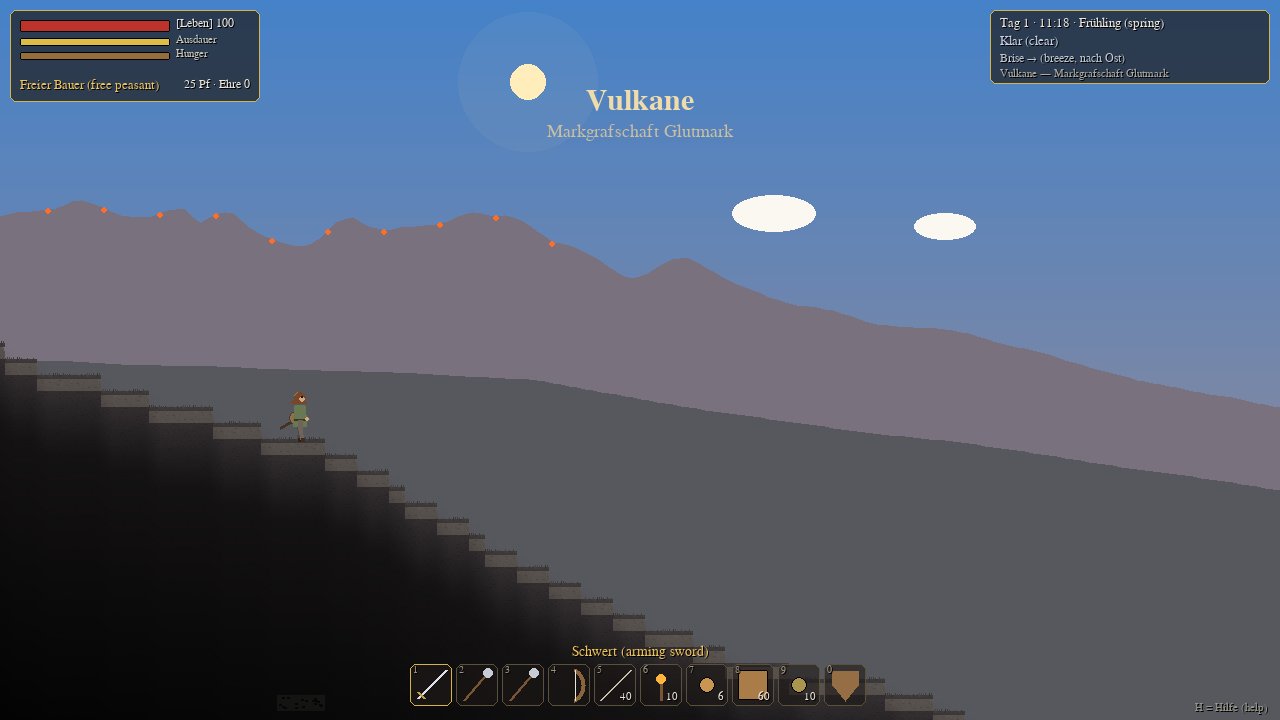 [Leben] 100
Ausdauer
Hunger
Freier Bauer (free peasant) 25 Pf · Ehre 0
Tag 1 · 11:18 · Frühling (spring)
Klar (clear)
Brise → (breeze, nach Ost)
Vulkane — Markgrafschaft Glutmark
Vulkane
Markgrafschaft Glutmark
Schwert (arming sword)
1 2 3 4 5 6 7 8 9 0
40 10 6 60 10
H = Hilfe (help)